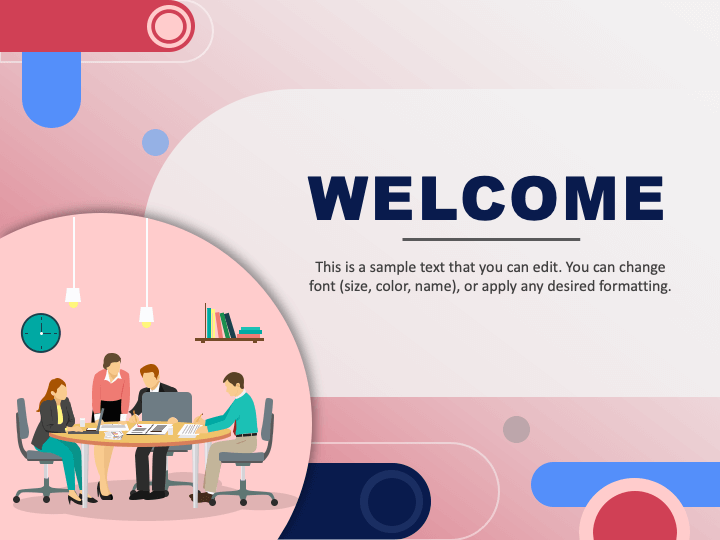 WELCOME
This is a sample text that you can edit. You can change
font (size, color, name), or apply any desired formatting.